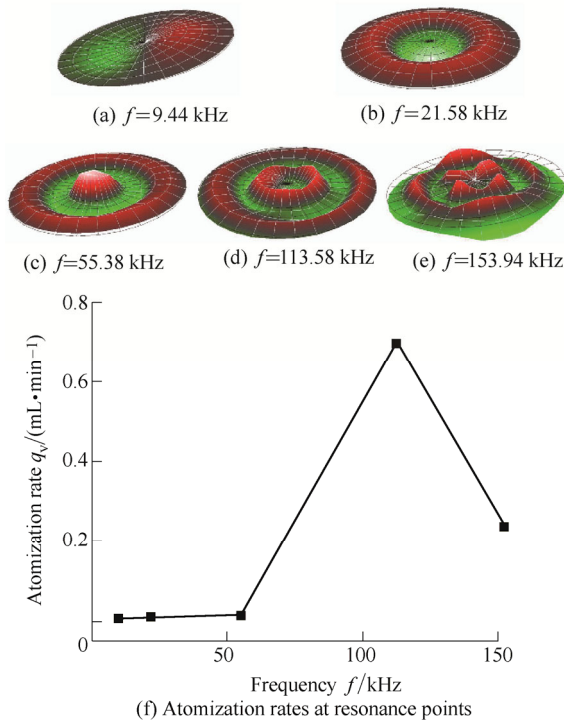 (a) f=9.44 kHz
(b) f=21.58 kHz
(c) f=55.38 kHz
(d) f=113.58 kHz
(e) f=153.94 kHz
0.8
0.6
0.4
0.2
0
Atomization rate qᵥ/(mL•min⁻¹)
50
100
150
Frequency f/kHz
(f) Atomization rates at resonance points